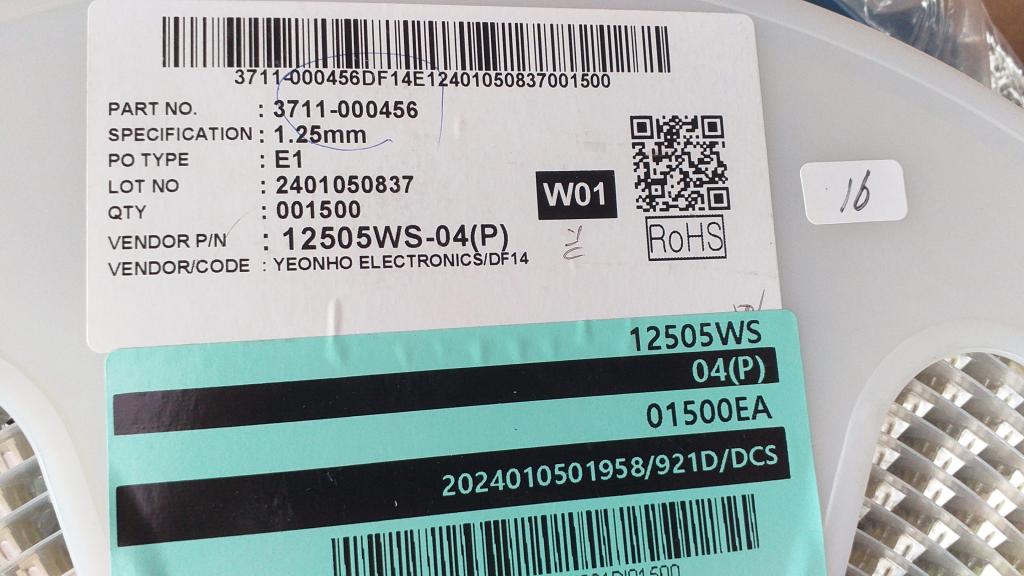 3711-000456DF14E12401050837001500
PART NO. : 3711-000456
SPECIFICATION : 1.25mm
PO TYPE : E1
LOT NO : 2401050837
QTY : 001500
W01
VENDOR P/N : 12505WS-04(P)
VENDOR/CODE : YEONHO ELECTRONICS/DF14
RoHS
16
12505WS
04(P)
01500EA
2024010501958/921D/DCS